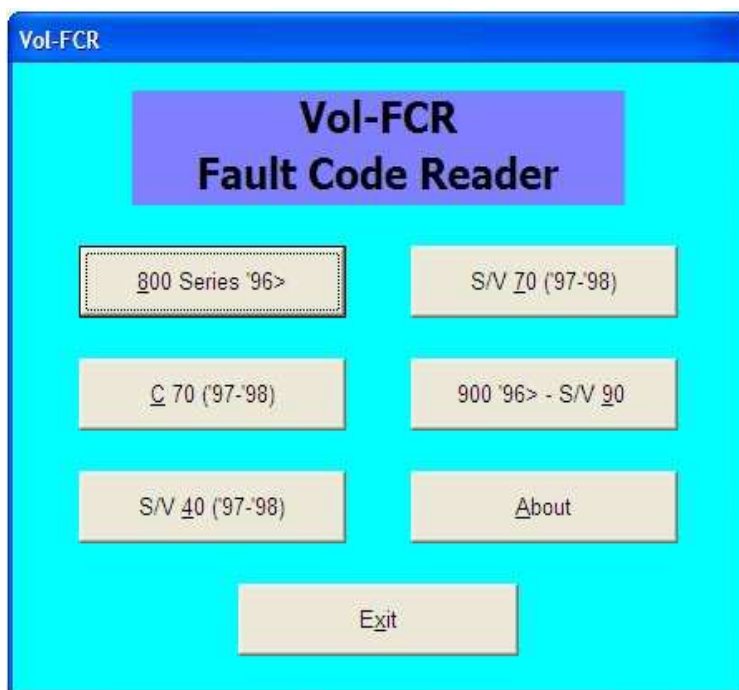 Vol-FCR
Vol-FCR
Fault Code Reader
800 Series '96>
S/V 70 ('97-'98)
C 70 ('97-'98)
900 '96> - S/V 90
S/V 40 ('97-'98)
About
Exit